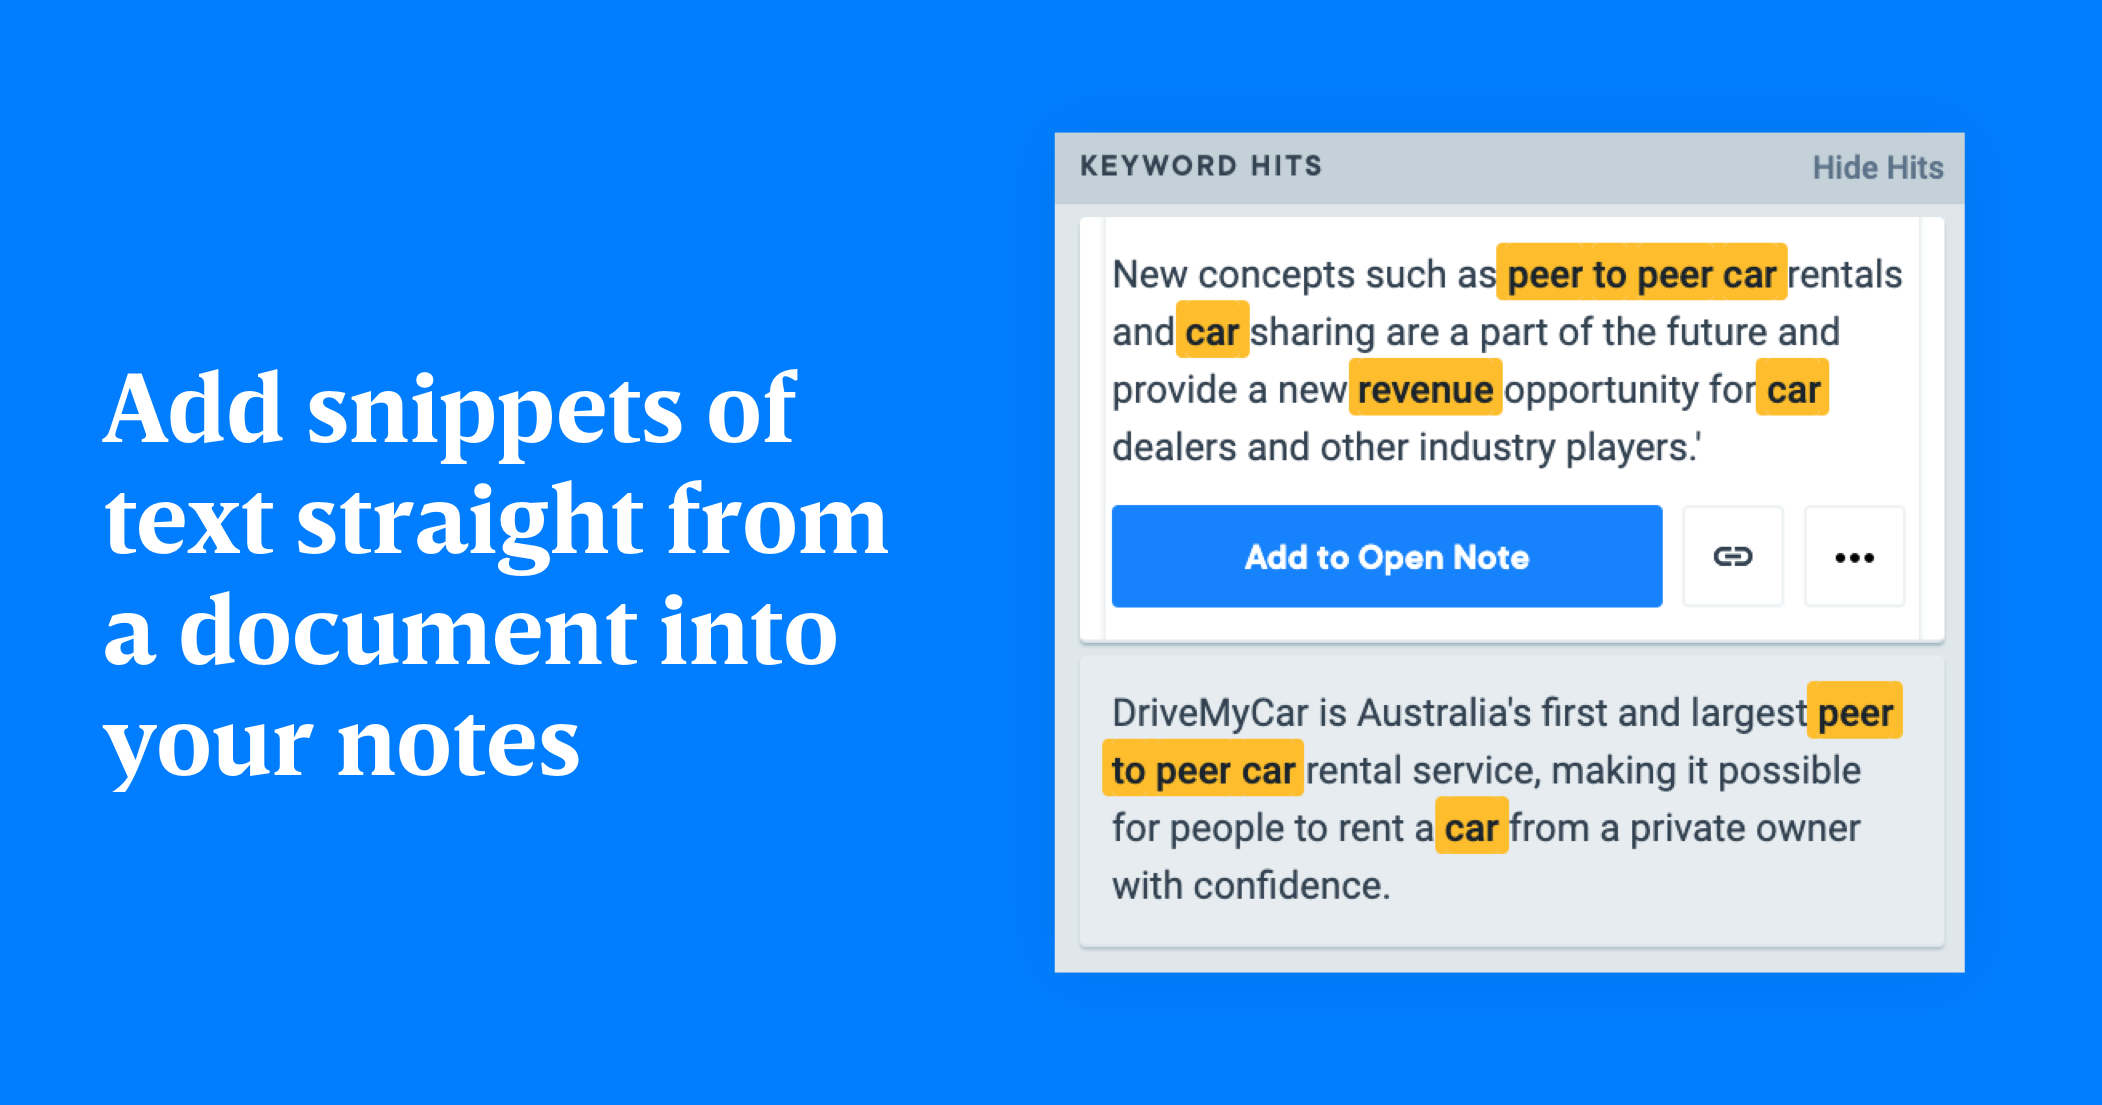 Add snippets of
text straight from
a document into
your notes
KEYWORD HITS
Hide Hits
New concepts such as peer to peer car rentals
and car sharing are a part of the future and
provide a new revenue opportunity for car
dealers and other industry players.'
Add to Open Note
DriveMyCar is Australia's first and largest peer
to peer car rental service, making it possible
for people to rent a car from a private owner
with confidence.